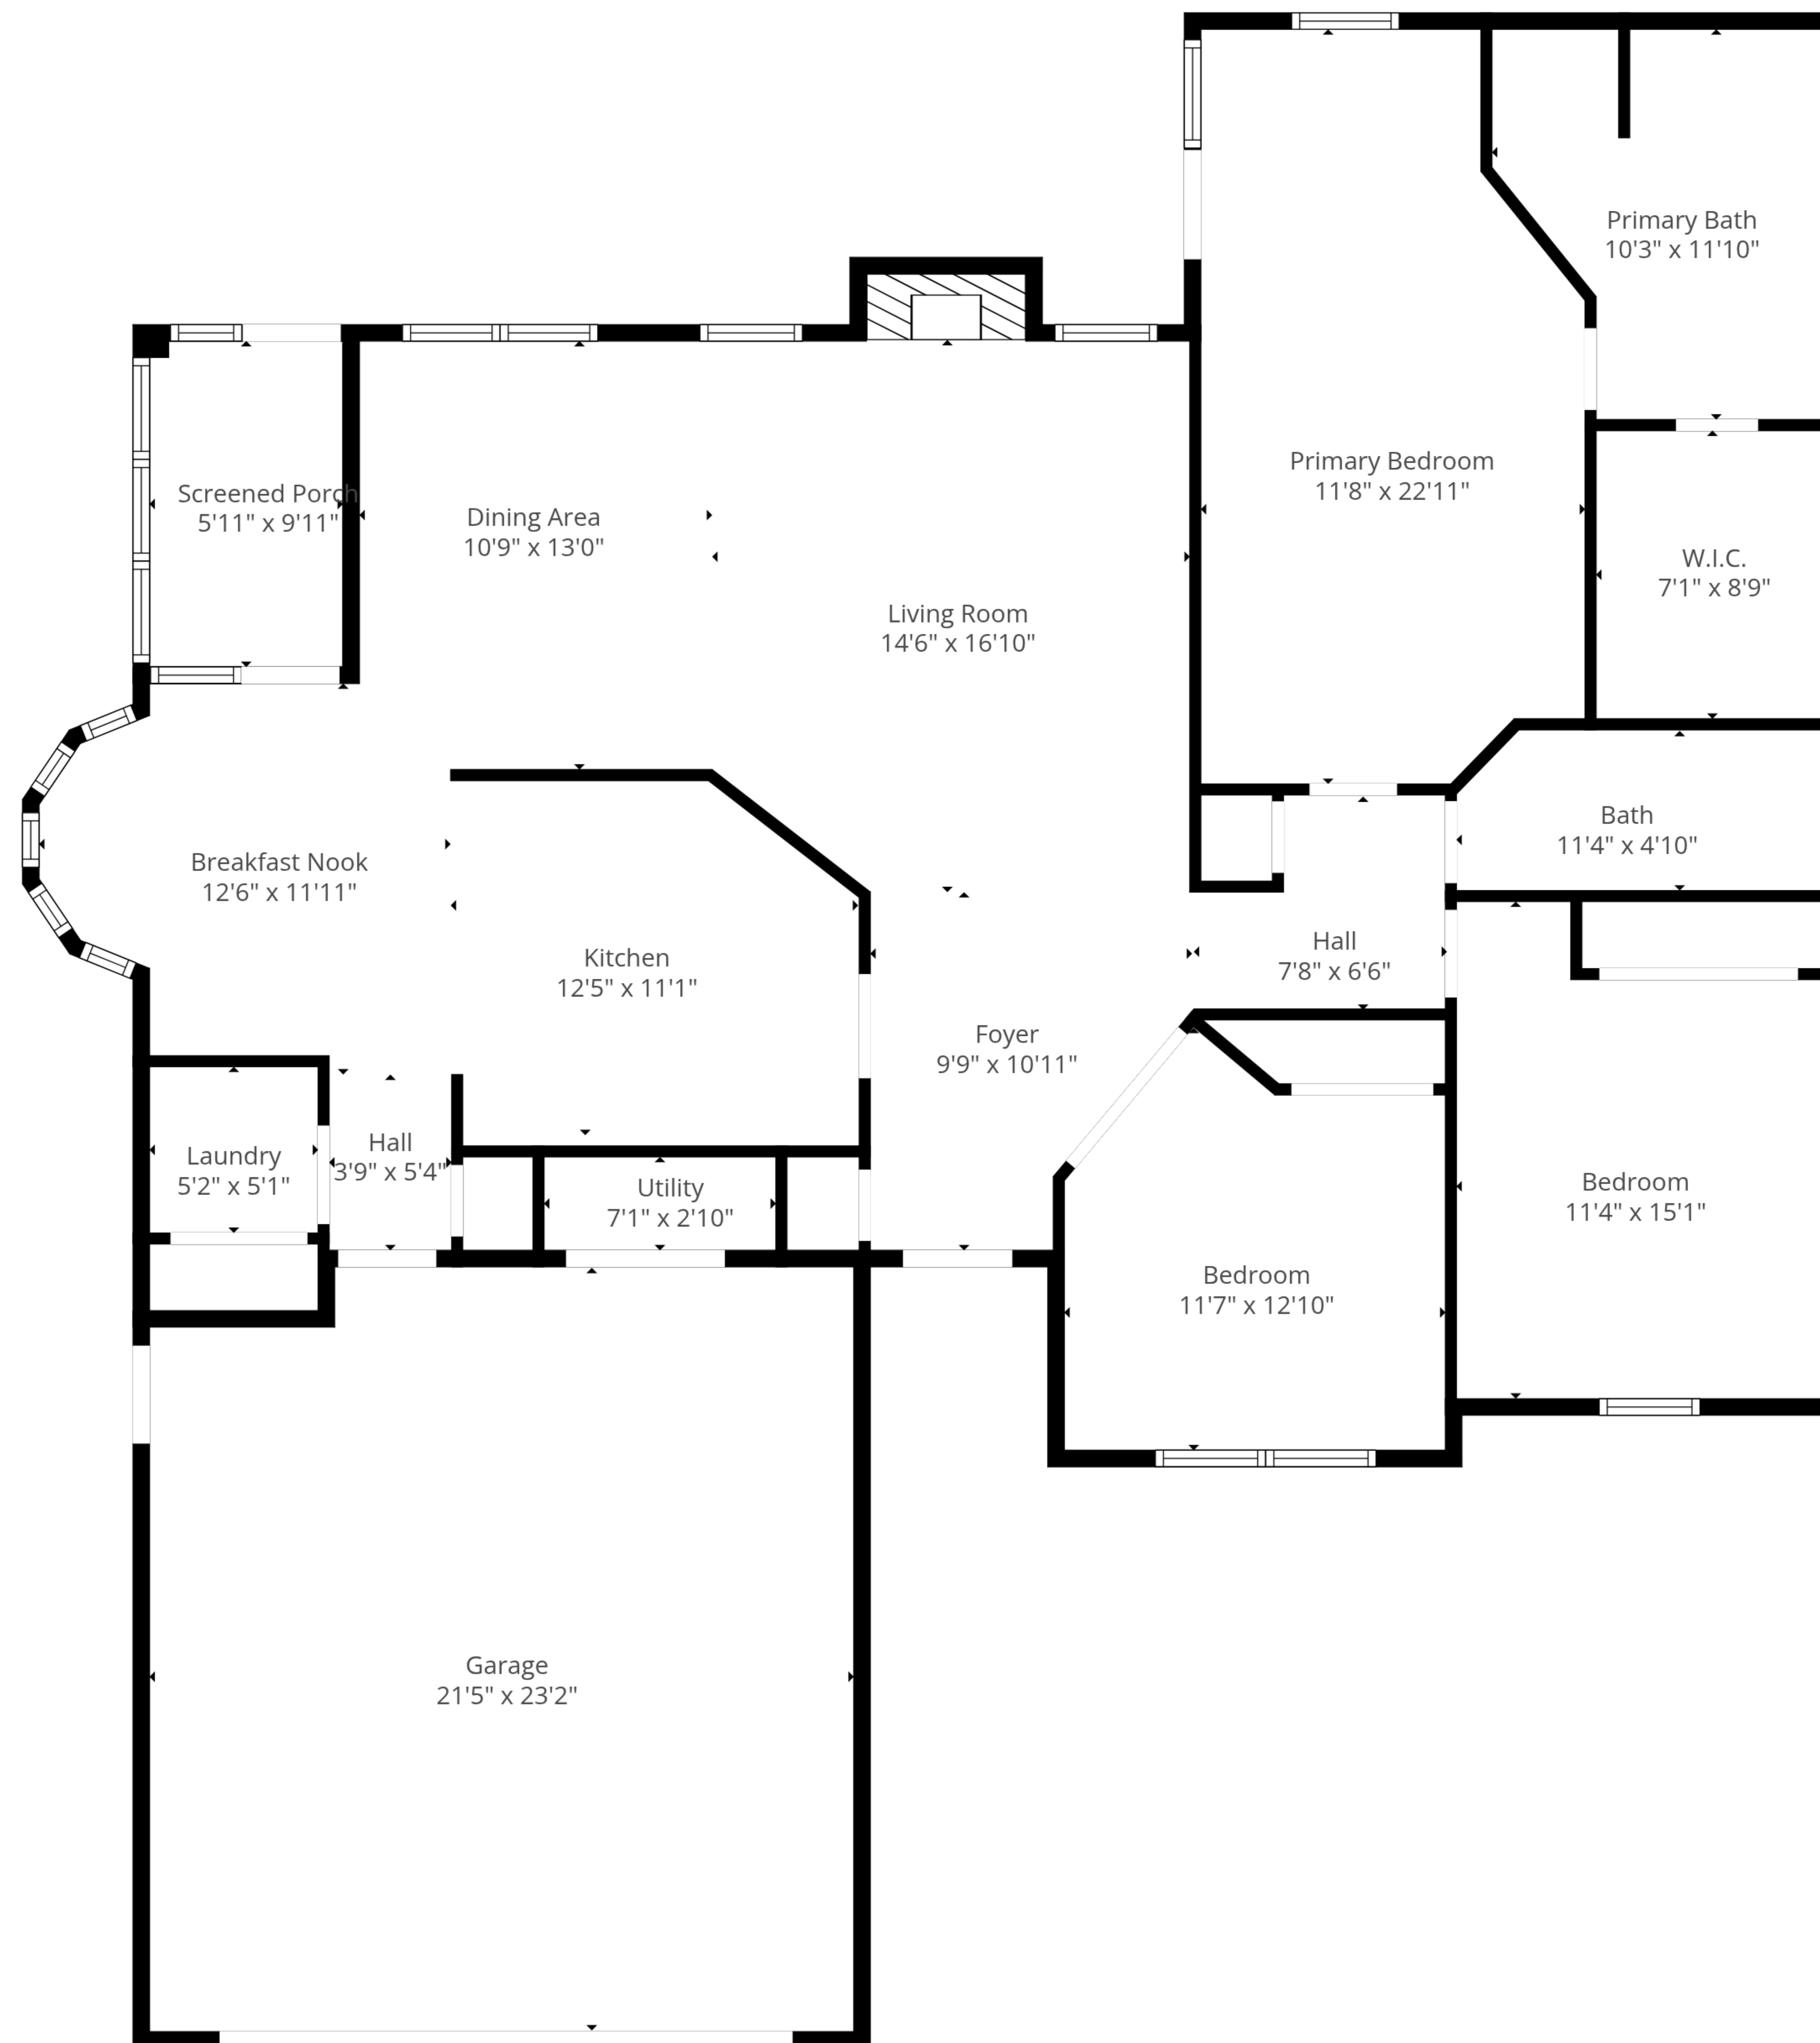 Primary Bath
10'3" x 11'10"
Primary Bedroom
11'8" x 22'11"
Screened Porch
5'11" x 9'11"
Dining Area
10'9" x 13'0"
W.I.C.
7'1" x 8'9"
Living Room
14'6" x 16'10"
Bath
11'4" x 4'10"
Breakfast Nook
12'6" x 11'11"
Kitchen
12'5" x 11'1"
Hall
7'8" x 6'6"
Foyer
9'9" x 10'11"
Hall
3'9" x 5'4"
Laundry
5'2" x 5'1"
Utility
7'1" x 2'10"
Bedroom
11'4" x 15'1"
Bedroom
11'7" x 12'10"
Garage
21'5" x 23'2"